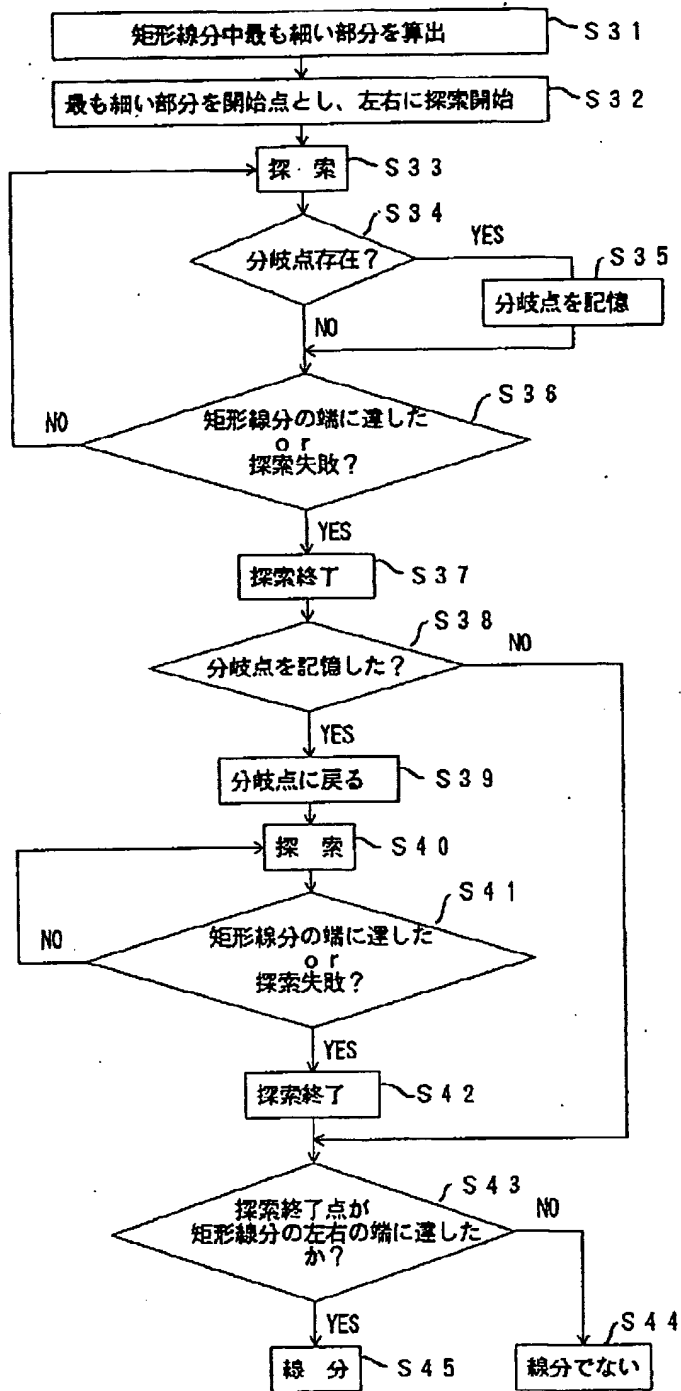 矩形線分中最も細い部分を算出
S31
最も細い部分を開始点とし、左右に探索開始
S32
探 索
S33
S34
分岐点存在？
YES
S35
分岐点を記憶
NO
S36
矩形線分の端に達した
or
探索失敗？
NO
YES
探索終了
S37
S38
分岐点を記憶した？
NO
YES
分岐点に戻る
S39
探 索
S40
S41
矩形線分の端に達した
or
探索失敗？
NO
YES
探索終了
S42
S43
探索終了点が
矩形線分の左右の端に達した
か？
NO
YES
S44
線 分
S45
線分でない